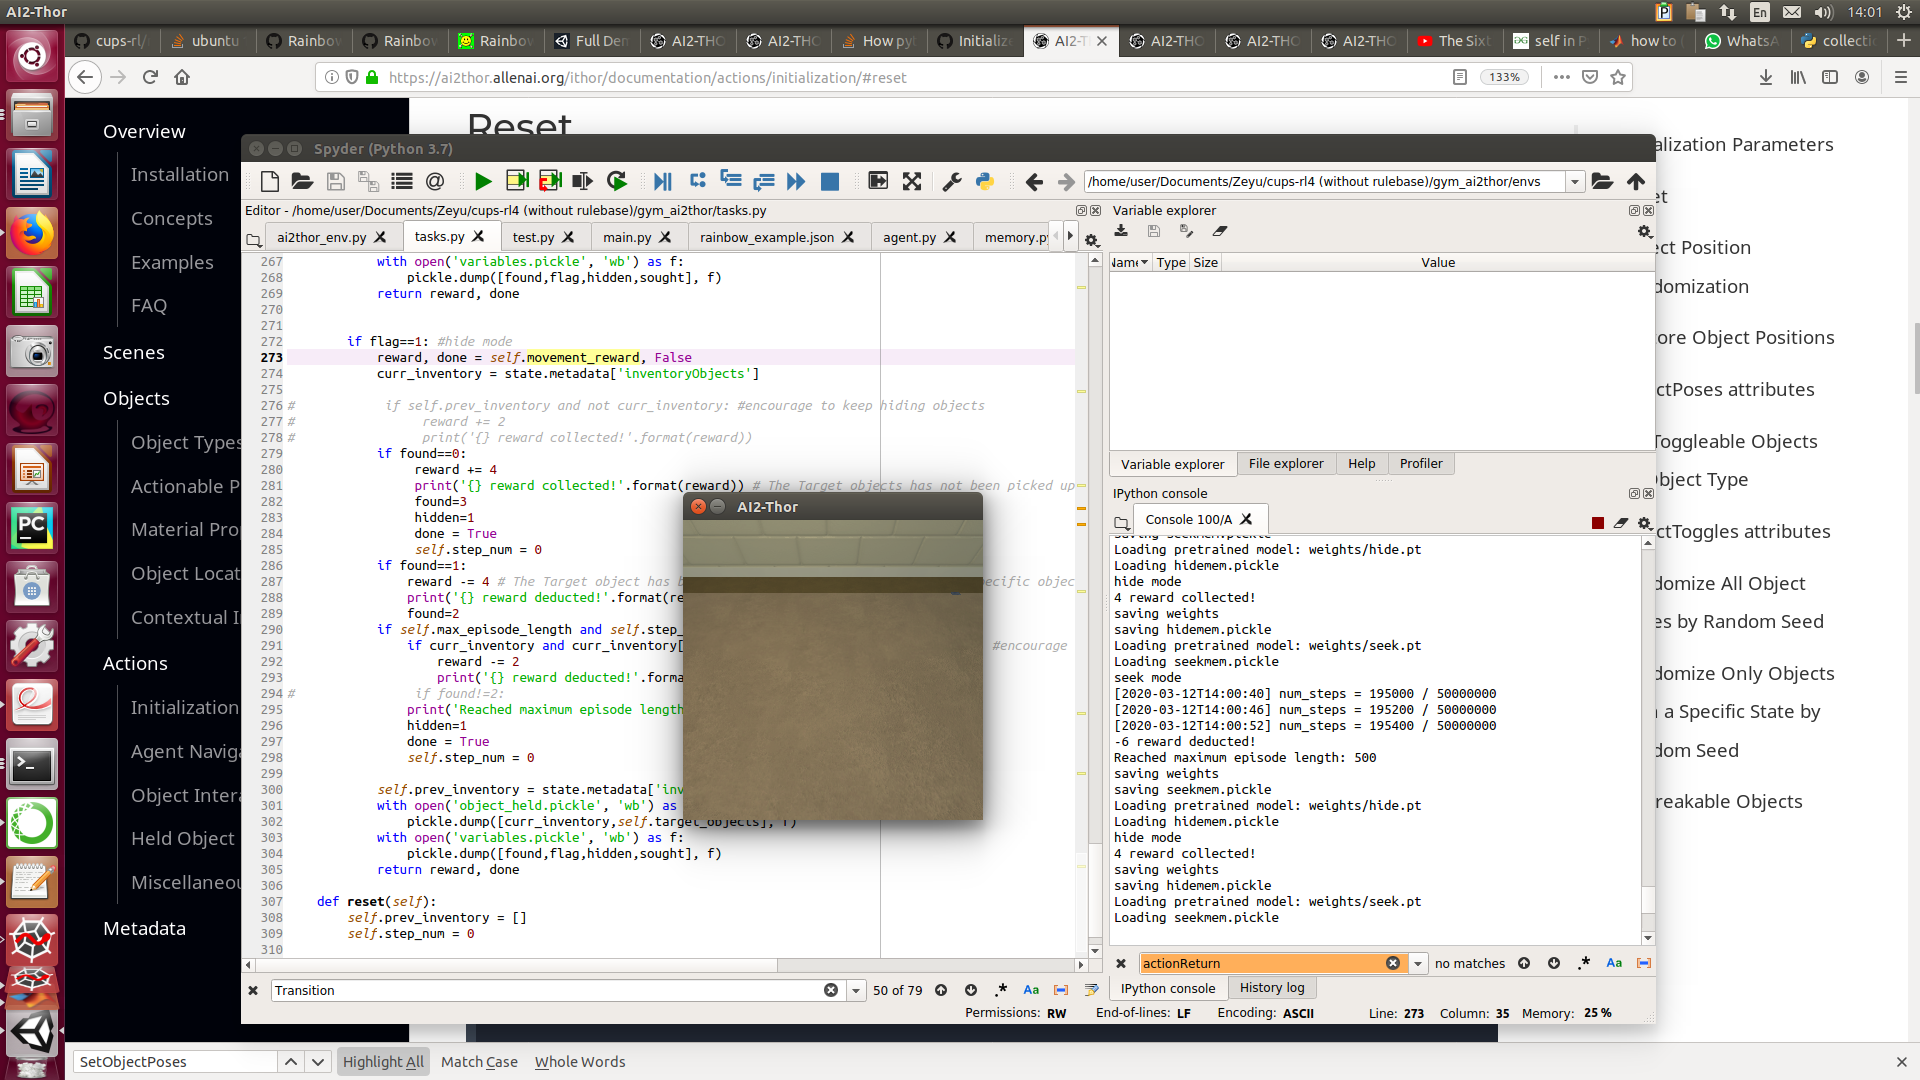 AI2-Thor
En
14:01
cups-rl/
ubuntu
Rainbov
Rainbov
Rainbov
Full Den
AI2-THO
AI2-THO
How pyt
Initializ
AI2-T
AI2-THO
AI2-THO
AI2-THO
The Sixt
self in P
how to
WhatsA
collecti
https://ai2thor.allenai.org/ithor/documentation/actions/initialization/#reset
133%
Overview
Installation
Concepts
Examples
FAQ
Scenes
Objects
Object Types
Actionable P
Material Prop
Object Locat
Contextual I
Actions
Initialization
Agent Naviga
Object Intera
Held Object
Miscellaneou
Metadata
Reset
Spyder (Python 3.7)
/home/user/Documents/Zeyu/cups-rl4 (without rulebase)/gym_ai2thor/envs
Editor - /home/user/Documents/Zeyu/cups-rl4 (without rulebase)/gym_ai2thor/tasks.py
ai2thor_env.py
tasks.py
test.py
main.py
rainbow_example.json
agent.py
memory.py
267 with open('variables.pickle', 'wb') as f:
268 pickle.dump([found,flag,hidden,sought], f)
269 return reward, done
270
271
272 if flag==1: #hide mode
273 reward, done = self.movement_reward, False
274 curr_inventory = state.metadata['inventoryObjects']
275
276 # if self.prev_inventory and not curr_inventory: #encourage to keep hiding objects
277 # reward += 2
278 # print('{} reward collected!'.format(reward))
279 if found==0:
280 reward += 4
281 print('{} reward collected!'.format(reward)) # The Target objects has not been picked up
282 found=3
283 hidden=1
284 done = True
285 self.step_num = 0
286 if found==1:
287 reward -= 4 # The Target object has b pecific objec
288 print('{} reward deducted!'.format(re
289 found=2
290 if self.max_episode_length and self.step_
291 if curr_inventory and curr_inventory[ #encourage
292 reward -= 2
293 print('{} reward deducted!'.forma
294 # if found!=2:
295 print('Reached maximum episode length
296 hidden=1
297 done = True
298 self.step_num = 0
299
300 self.prev_inventory = state.metadata['inv
301 with open('object_held.pickle', 'wb') as
302 pickle.dump([curr_inventory,self.target_objects], f)
303 with open('variables.pickle', 'wb') as f:
304 pickle.dump([found,flag,hidden,sought], f)
305 return reward, done
306
307 def reset(self):
308 self.prev_inventory = []
309 self.step_num = 0
310
AI2-Thor
Transition
50 of 79
Aa
Variable explorer
Name
Type
Size
Value
Variable explorer
File explorer
Help
Profiler
IPython console
Console 100/A
saving seekmem.pickle
Loading pretrained model: weights/hide.pt
Loading hidemem.pickle
hide mode
4 reward collected!
saving weights
saving hidemem.pickle
Loading pretrained model: weights/seek.pt
Loading seekmem.pickle
seek mode
[2020-03-12T14:00:40] num_steps = 195000 / 50000000
[2020-03-12T14:00:46] num_steps = 195200 / 50000000
[2020-03-12T14:00:52] num_steps = 195400 / 50000000
-6 reward deducted!
Reached maximum episode length: 500
saving weights
saving seekmem.pickle
Loading pretrained model: weights/hide.pt
Loading hidemem.pickle
hide mode
4 reward collected!
saving weights
saving hidemem.pickle
Loading pretrained model: weights/seek.pt
Loading seekmem.pickle
actionReturn
no matches
Aa
IPython console
History log
Permissions: RW
End-of-lines: LF
Encoding: ASCII
Line: 273
Column: 35
Memory: 25 %
alization Parameters
et
ect Position
domization
ore Object Positions
ctPoses attributes
Toggleable Objects
bject Type
ctToggles attributes
domize All Object
es by Random Seed
domize Only Objects
n a Specific State by
dom Seed
reakable Objects
SetObjectPoses
Highlight All
Match Case
Whole Words